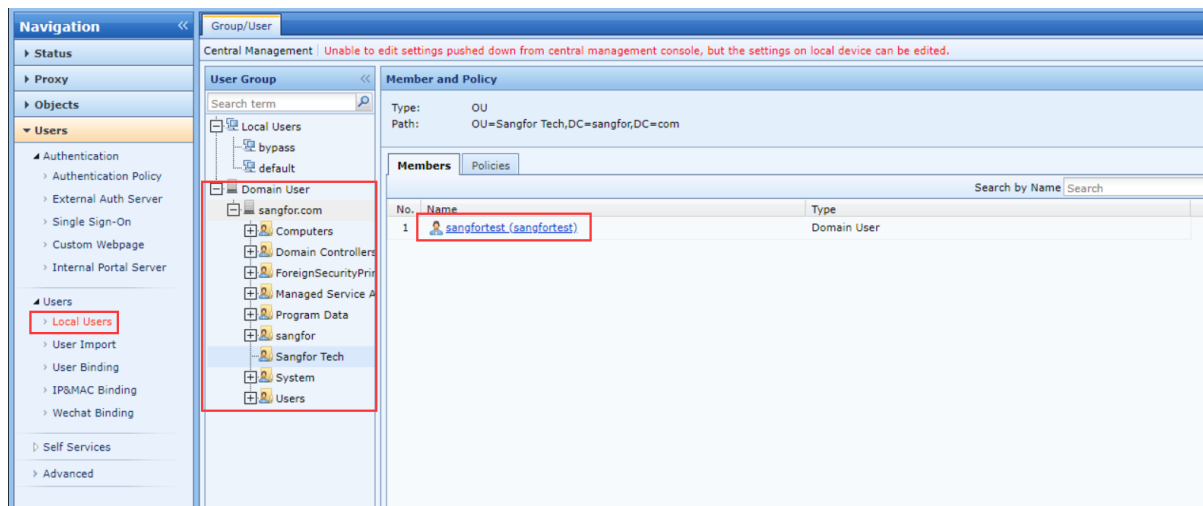 Navigation
Status
Proxy
Objects
Users
Authentication
Authentication Policy
External Auth Server
Single Sign-On
Custom Webpage
Internal Portal Server
Users
Local Users
User Import
User Binding
IP&MAC Binding
Wechat Binding
Self Services
Advanced
Group/User
Central Management Unable to edit settings pushed down from central management console, but the settings on local device can be edited.
User Group
Search term
Local Users
bypass
default
Domain User
sangfor.com
Computers
Domain Controllers
ForeignSecurityPrin
Managed Service A
Program Data
sangfor
Sangfor Tech
System
Users
Member and Policy
Type: OU
Path: OU=Sangfor Tech,DC=sangfor,DC=com
Members Policies
Search by Name Search
No. Name Type
1 sangfortest (sangfortest) Domain User